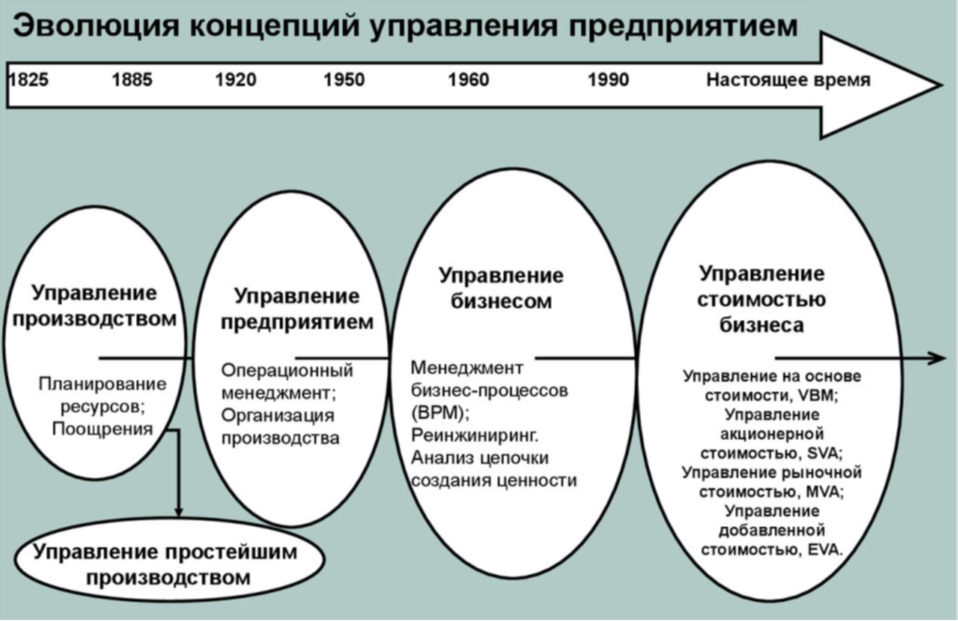 Эволюция концепций управления предприятием
1825 1885 1920 1950 1960 1990 Настоящее время
Управление
производством
Планирование
ресурсов;
Поощрения
Управление простейшим
производством
Управление
предприятием
Операционный
менеджмент;
Организация
производства
Управление
бизнесом
Менеджмент
бизнес-процессов
(BPM);
Реинжиниринг.
Анализ цепочки
создания ценности
Управление
стоимостью
бизнеса
Управление на основе
стоимости, VBM;
Управление
акционерной
стоимостью, SVA;
Управление рыночной
стоимостью, MVA;
Управление
добавленной
стоимостью, EVA.